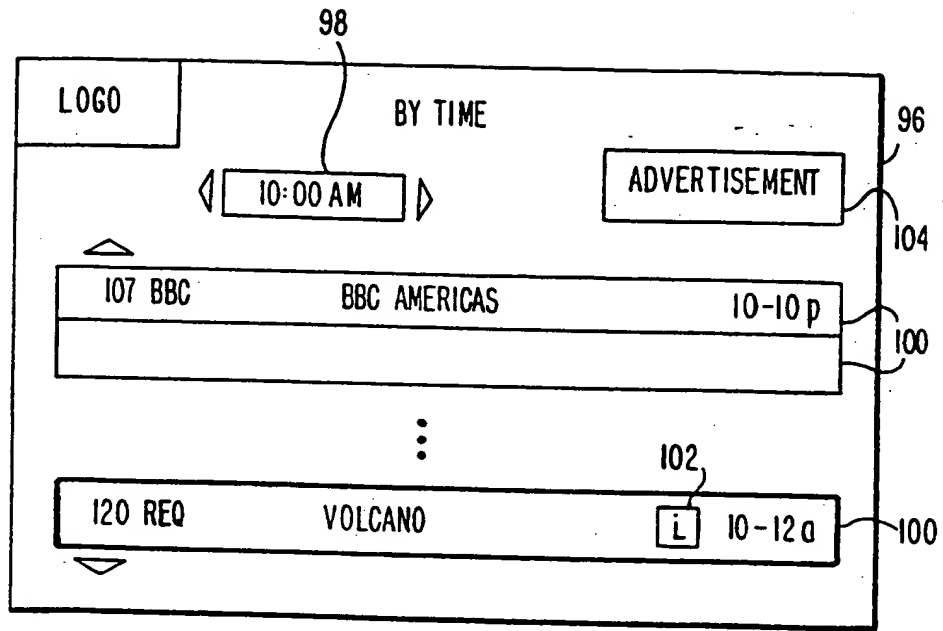 98
LOGO
BY TIME
96
10:00 AM
ADVERTISEMENT
104
107 BBC BBC AMERICAS 10-10 p
100
102
120 REQ VOLCANO i 10-12 a
100